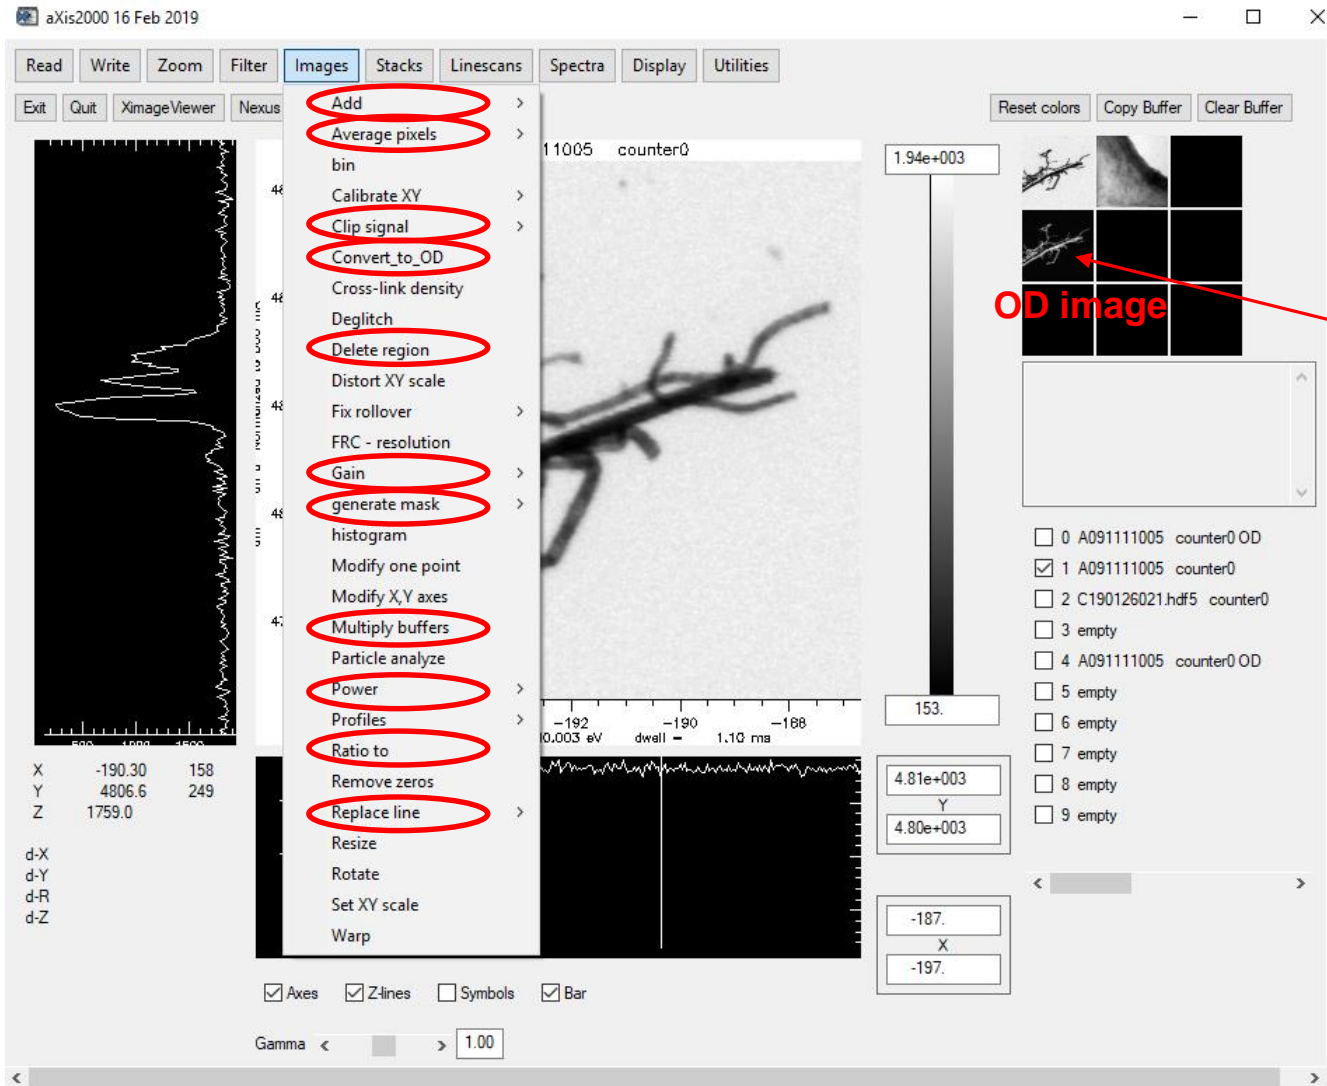 aXis2000 16 Feb 2019
Read Write Zoom Filter Images Stacks Linescans Spectra Display Utilities
Exit Quit XimageViewer Nexus Reset colors Copy Buffer Clear Buffer
Add >
Average pixels >
bin
Calibrate XY >
Clip signal >
Convert_to_OD
Cross-link density
Deglitch
Delete region
Distort XY scale
Fix rollover >
FRC - resolution
Gain >
generate mask >
histogram
Modify one point
Modify X,Y axes
Multiply buffers
Particle analyze
Power >
Profiles >
Ratio to
Remove zeros
Replace line >
Resize
Rotate
Set XY scale
Warp
11005 counter0
-192 -190 -188
0.003 eV dwell = 1.10 ms
1.94e+003
153.
OD image
0 A091111005 counter0 OD
1 A091111005 counter0
2 C190126021.hdf5 counter0
3 empty
4 A091111005 counter0 OD
5 empty
6 empty
7 empty
8 empty
9 empty
X -190.30 158
Y 4806.6 249
Z 1759.0
d-X
d-Y
d-R
d-Z
4.81e+003
Y
4.80e+003
-187.
X
-197.
Axes Z-lines Symbols Bar
Gamma < > 1.00